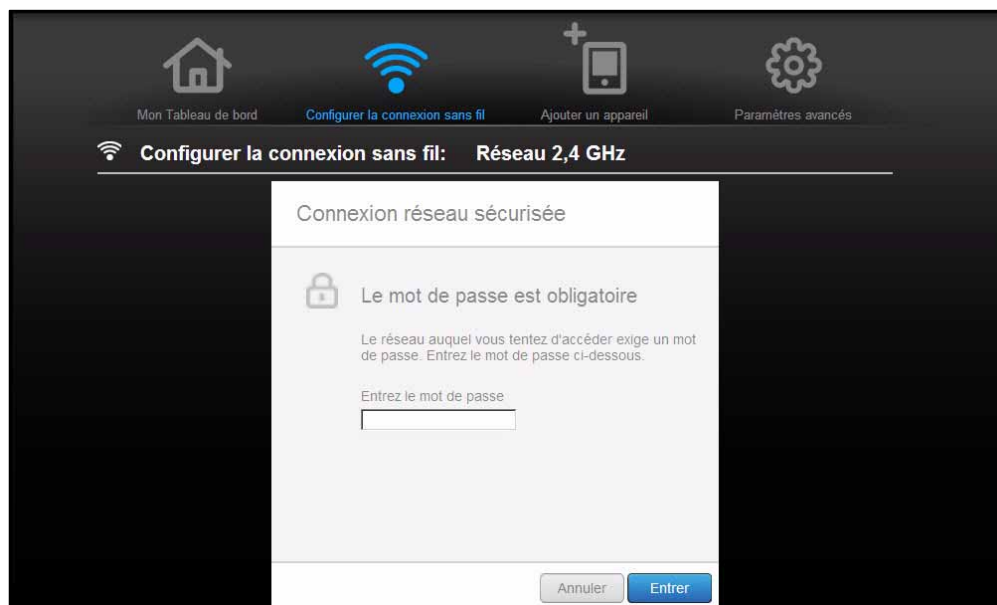 Mon Tableau de bord
Configurer la connexion sans fil
Ajouter un appareil
Paramètres avancés
Configurer la connexion sans fil: Réseau 2,4 GHz
Connexion réseau sécurisée
Le mot de passe est obligatoire
Le réseau auquel vous tentez d'accéder exige un mot
de passe. Entrez le mot de passe ci-dessous.
Entrez le mot de passe
Annuler
Entrer